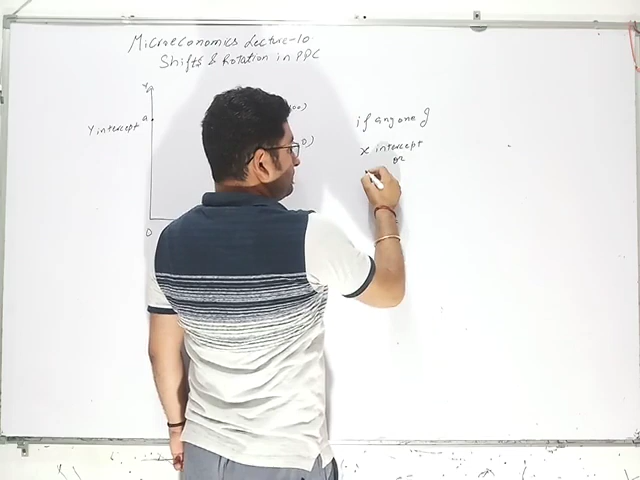 Microeconomics Lecture-10
Shifts & Rotation in PPC
Y
a
Y intercept
O
if any one of
x intercept
or